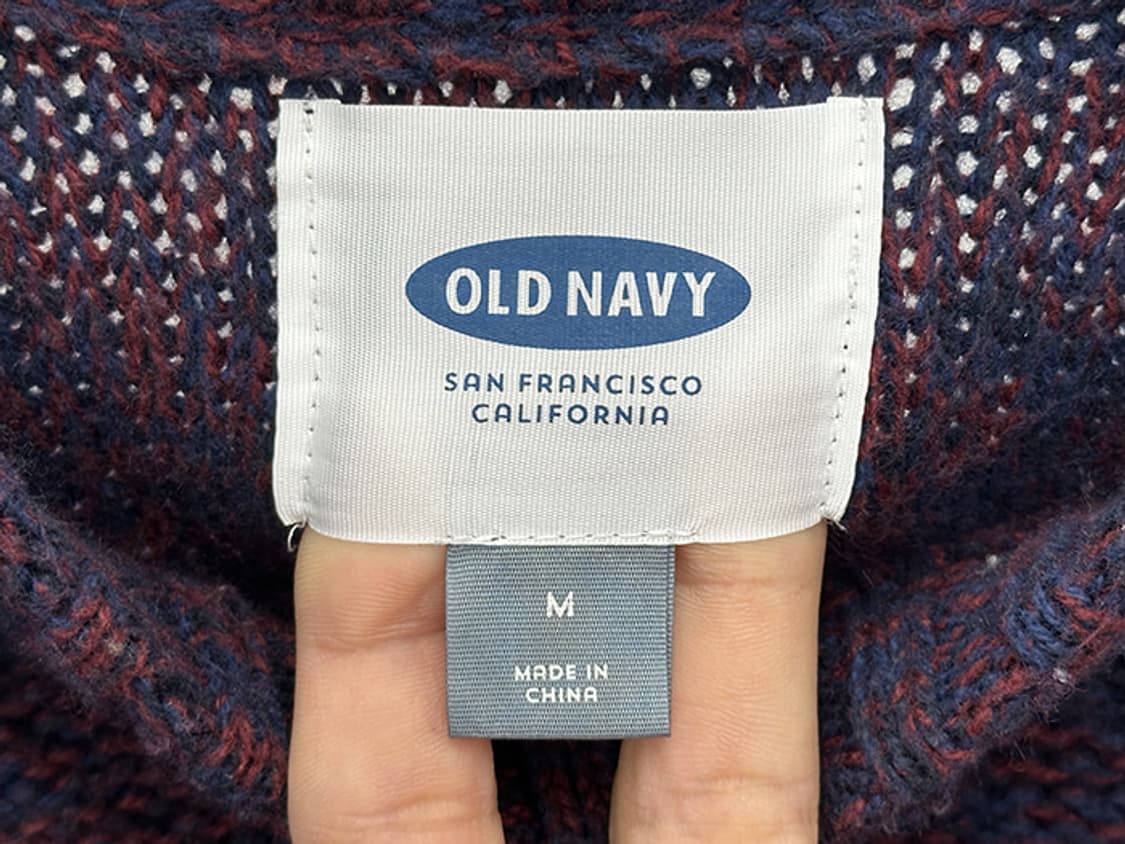 OLD NAVY
SAN FRANCISCO
CALIFORNIA
M
MADE IN
CHINA